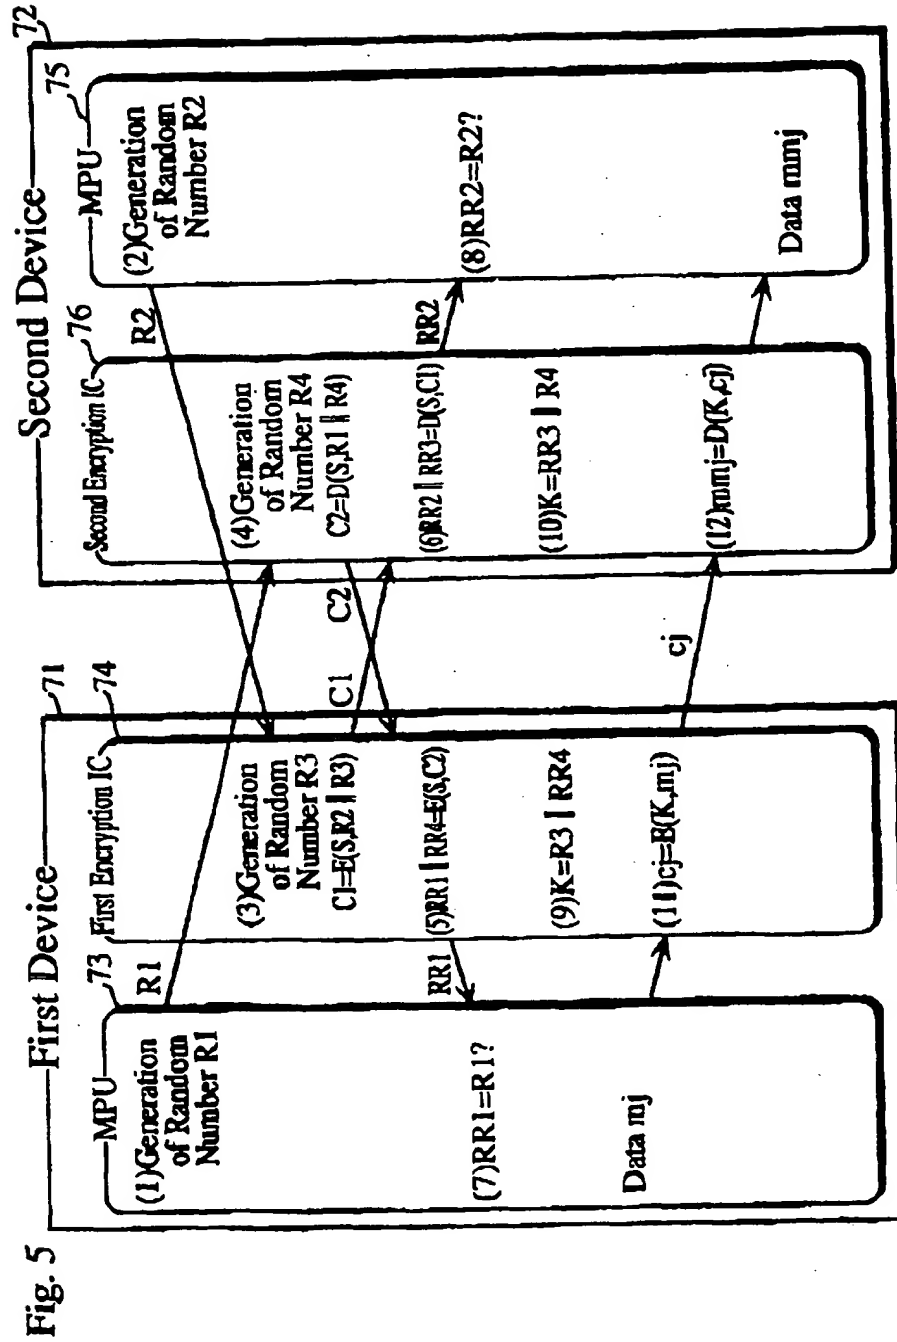 Fig. 5
First Device
71
MPU
73
(1)Generation
of Random
Number R1
(7)RR1=R1?
Data mj
R1
RR1
First Encryption IC
74
(3)Generation
of Random
Number R3
C1=E(S,R2 || R3)
(5)RR1 || RR4=E(S,C2)
(9)K=R3 || RR4
(11)cj=E(K,mj)
C1
C2
cj
Second Device
72
Second Encryption IC
76
(4)Generation
of Random
Number R4
C2=D(S,R1 || R4)
(6)RR2 || RR3=D(S,C1)
(10)K=RR3 || R4
(12)mmj=D(K,cj)
R2
RR2
MPU
75
(2)Generation
of Random
Number R2
(8)RR2=R2?
Data mmj